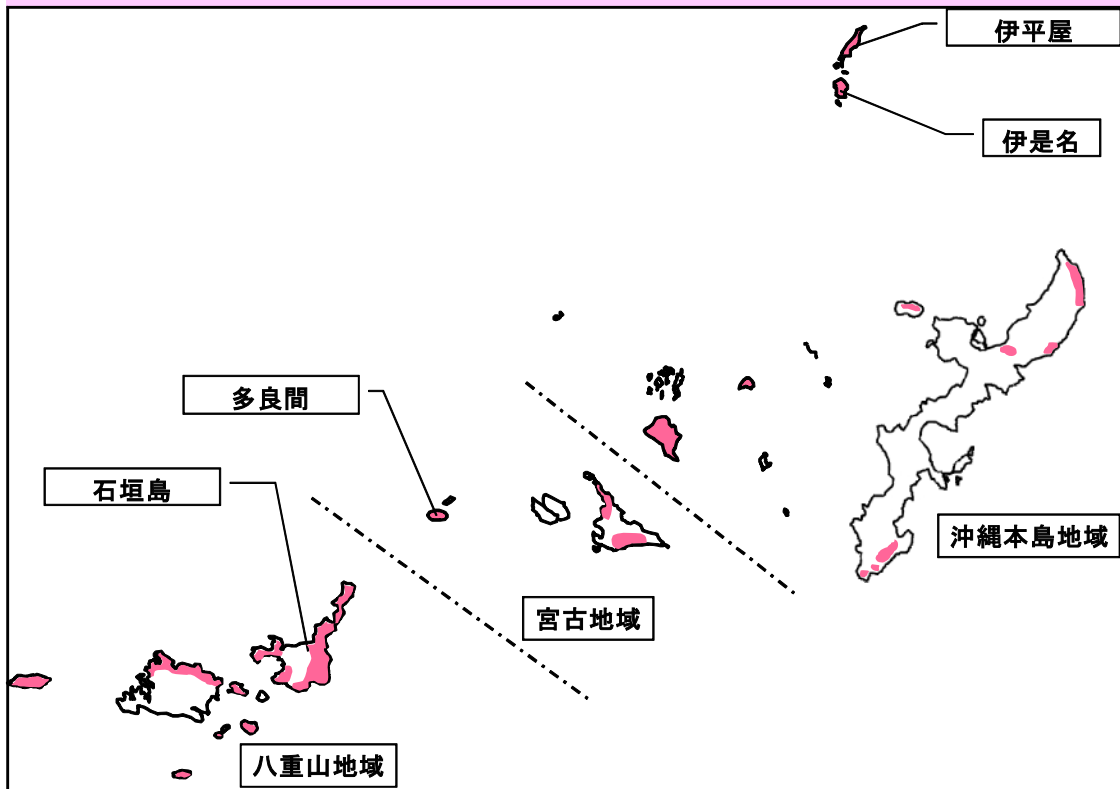 伊平屋
伊是名
多良間
石垣島
沖縄本島地域
宮古地域
八重山地域